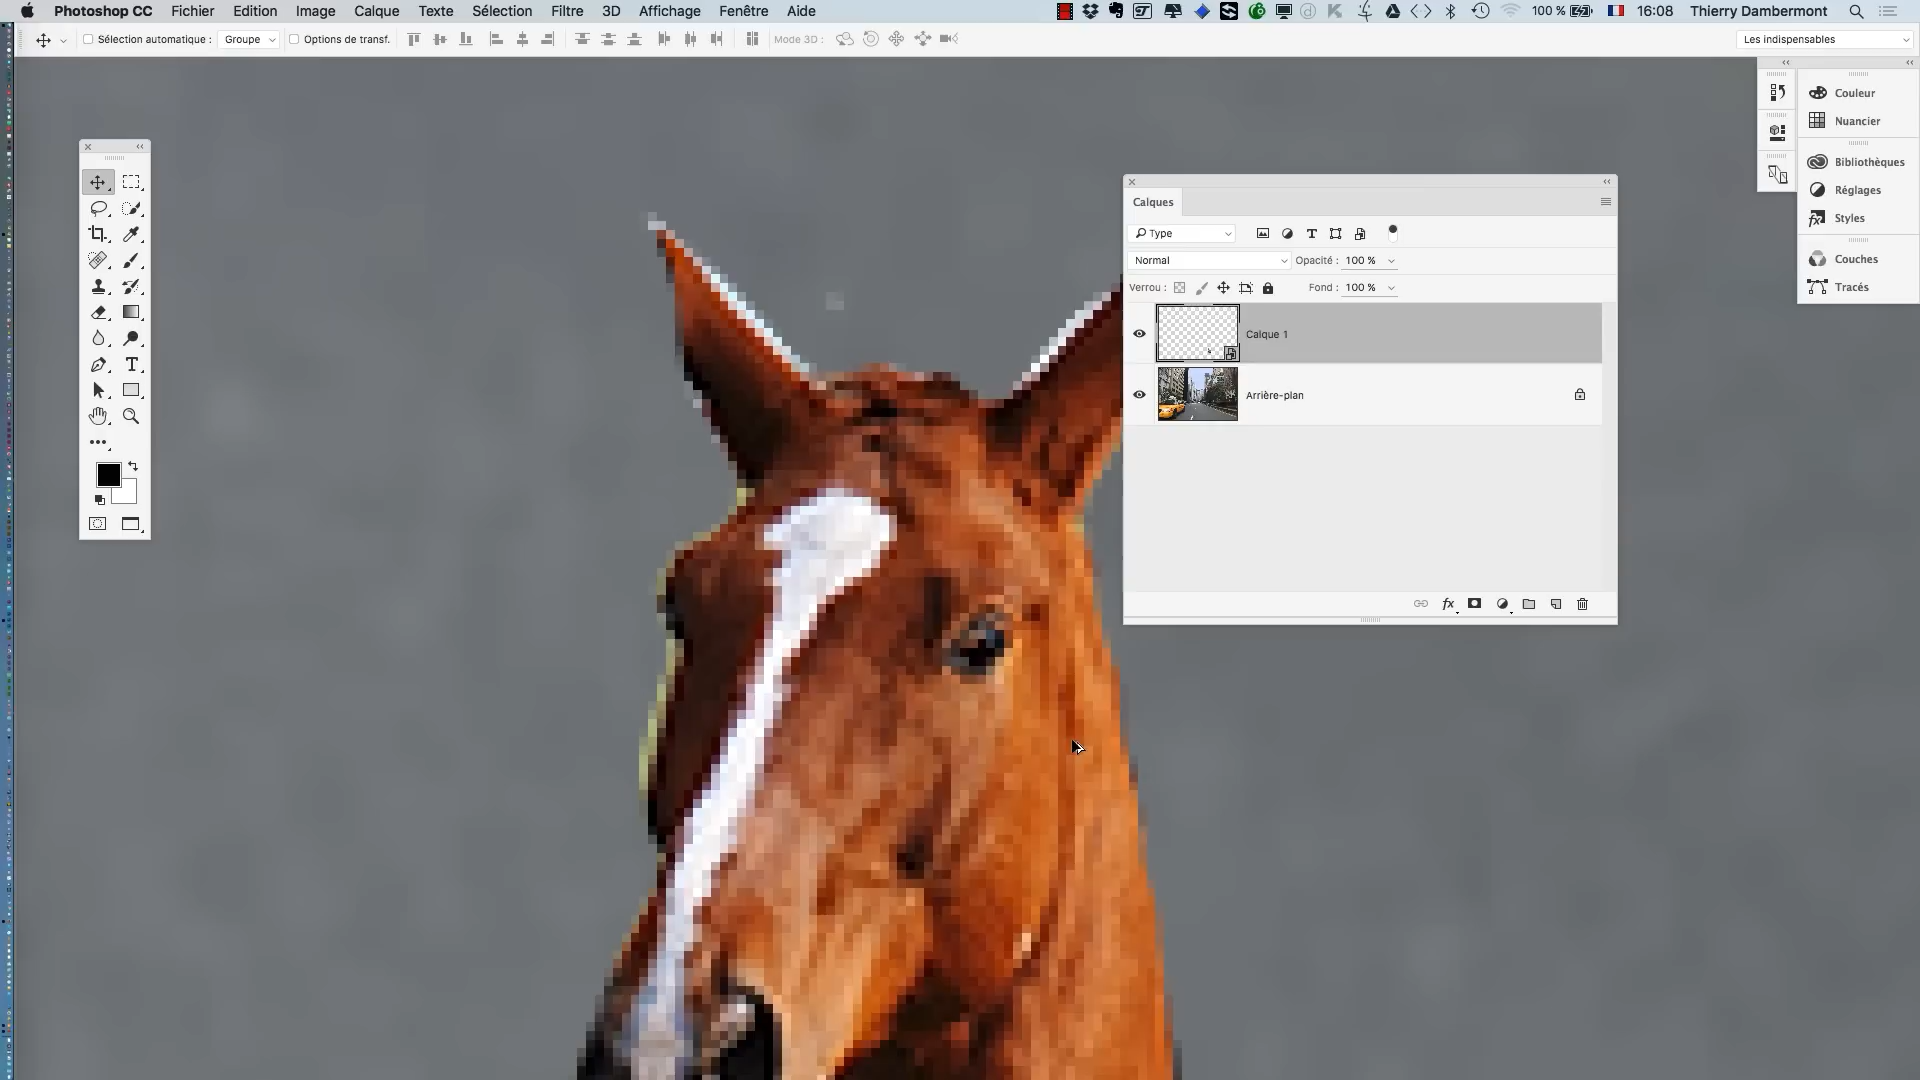 Photoshop CC Fichier Edition Image Calque Texte Sélection Filtre 3D Affichage Fenêtre Aide 100 % 16:08 Thierry Dambermont
Sélection automatique : Groupe Options de transf. Mode 3D : Les indispensables
Couleur
Nuancier
Bibliothèques
Réglages
Styles
Couches
Tracés
Calques
Type
Normal Opacité : 100 %
Verrou : Fond : 100 %
Calque 1
Arrière-plan
fx